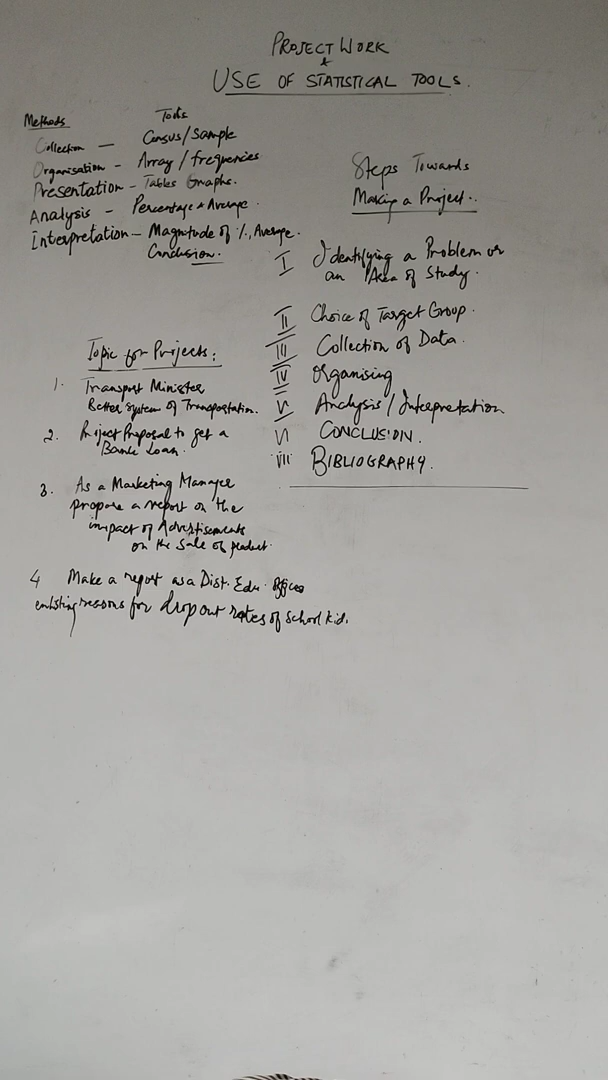 PROJECT WORK
&
USE OF STATISTICAL TOOLS.
Methods Tools
Collection — Census/Sample
Organisation - Array / frequencies
Presentation - Tables Graphs.
Analysis - Percentage & Average.
Interpretation - Magnitude of %, Average.
Conclusion.
Steps Towards
Making a Project.
I Identifying a Problem or
an Area of Study.
II Choice of Target Group.
III Collection of Data.
IV Organising
V Analysis / Interpretation
VI CONCLUSION.
VII BIBLIOGRAPHY.
Topic for Projects:
1. Transport Minister
Better System of Transportation.
2. Project Proposal to get a
Bank Loan.
3. As a Marketing Manager
prepare a report on the
impact of Advertisements
on the Sale of product.
4 Make a report as a Dist. Edu. Officer
enlisting reasons for drop out rates of School Kid.